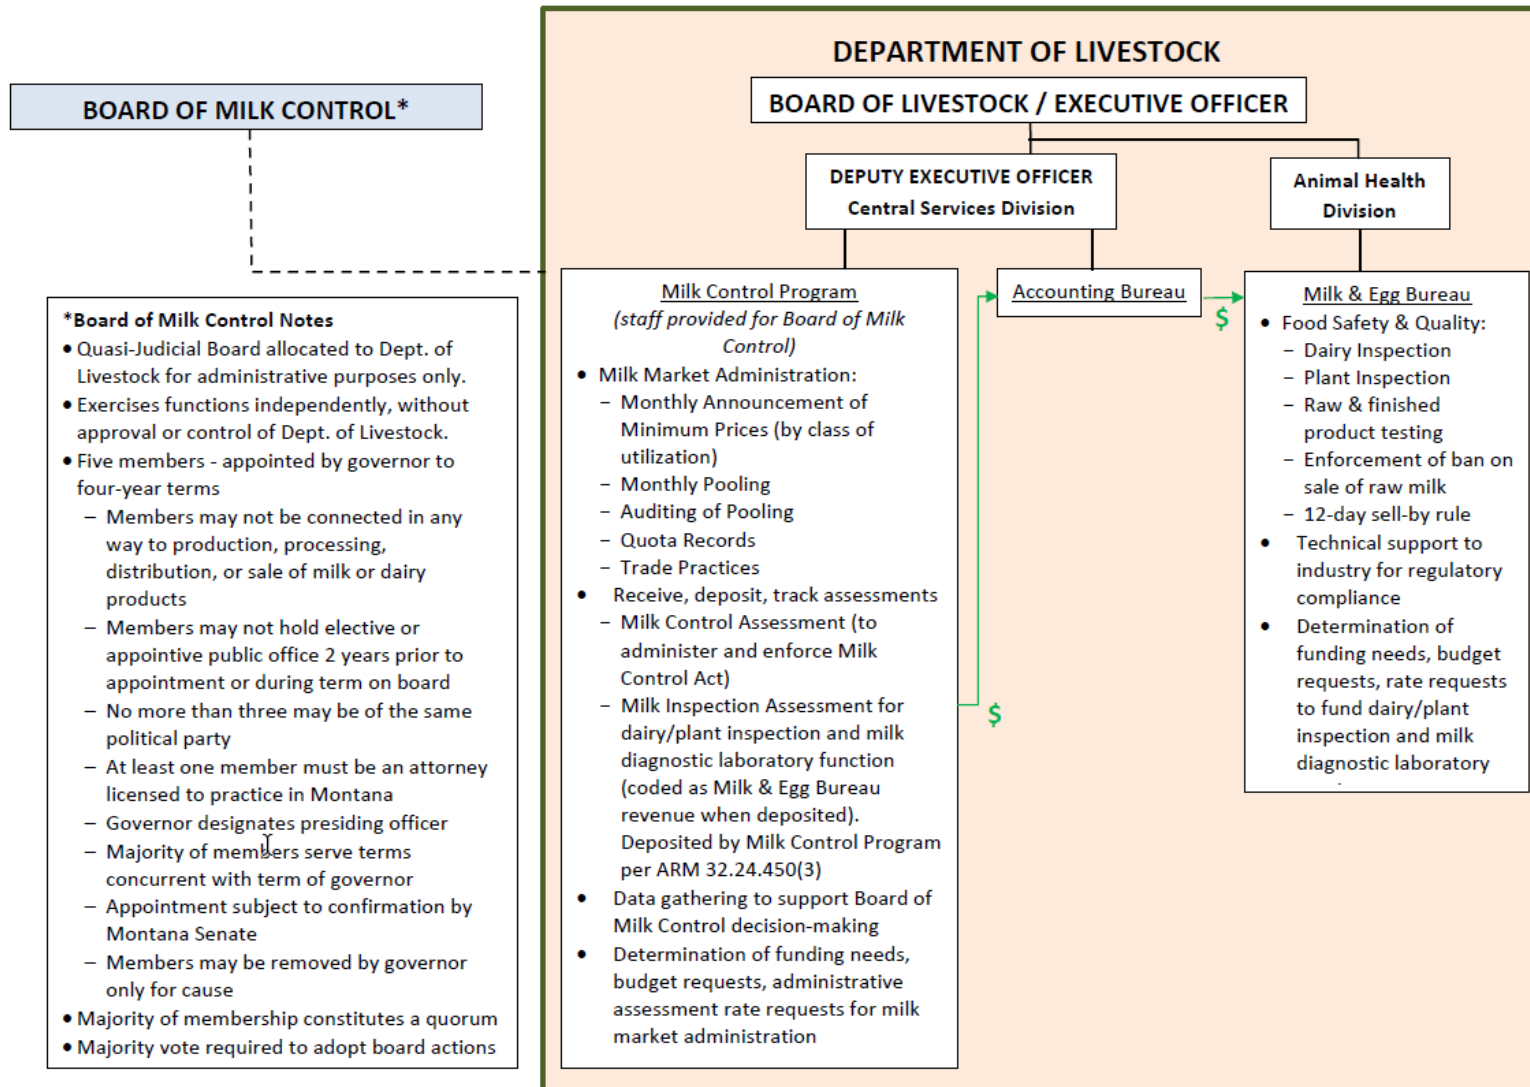 BOARD OF MILK CONTROL*
*Board of Milk Control Notes
• Quasi-Judicial Board allocated to Dept. of
Livestock for administrative purposes only.
• Exercises functions independently, without
approval or control of Dept. of Livestock.
• Five members - appointed by governor to
four-year terms
– Members may not be connected in any
way to production, processing,
distribution, or sale of milk or dairy
products
– Members may not hold elective or
appointive public office 2 years prior to
appointment or during term on board
– No more than three may be of the same
political party
– At least one member must be an attorney
licensed to practice in Montana
– Governor designates presiding officer
– Majority of members serve terms
concurrent with term of governor
– Appointment subject to confirmation by
Montana Senate
– Members may be removed by governor
only for cause
• Majority of membership constitutes a quorum
• Majority vote required to adopt board actions
DEPARTMENT OF LIVESTOCK
BOARD OF LIVESTOCK / EXECUTIVE OFFICER
DEPUTY EXECUTIVE OFFICER
Central Services Division
Animal Health
Division
Milk Control Program
(staff provided for Board of Milk
Control)
• Milk Market Administration:
– Monthly Announcement of
Minimum Prices (by class of
utilization)
– Monthly Pooling
– Auditing of Pooling
– Quota Records
– Trade Practices
• Receive, deposit, track assessments
– Milk Control Assessment (to
administer and enforce Milk
Control Act)
– Milk Inspection Assessment for
dairy/plant inspection and milk
diagnostic laboratory function
(coded as Milk & Egg Bureau
revenue when deposited).
Deposited by Milk Control Program
per ARM 32.24.450(3)
• Data gathering to support Board of
Milk Control decision-making
• Determination of funding needs,
budget requests, administrative
assessment rate requests for milk
market administration
$
Accounting Bureau
$
Milk & Egg Bureau
• Food Safety & Quality:
– Dairy Inspection
– Plant Inspection
– Raw & finished
product testing
– Enforcement of ban on
sale of raw milk
– 12-day sell-by rule
• Technical support to
industry for regulatory
compliance
• Determination of
funding needs, budget
requests, rate requests
to fund dairy/plant
inspection and milk
diagnostic laboratory